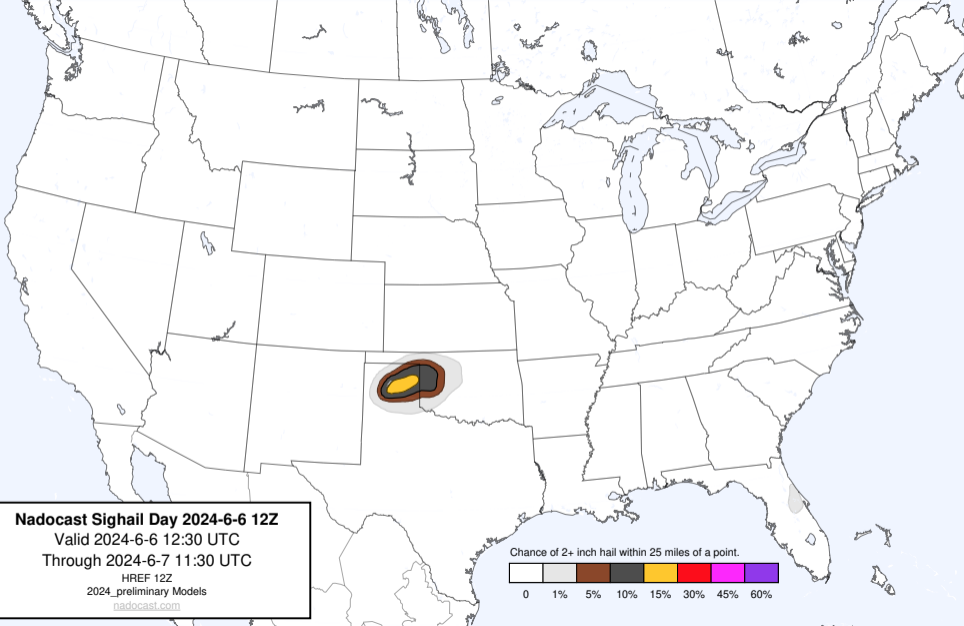 Nadocast Sighail Day 2024-6-6 12Z
Valid 2024-6-6 12:30 UTC
Through 2024-6-7 11:30 UTC
HREF 12Z
2024_preliminary Models
nadocast.com
Chance of 2+ inch hail within 25 miles of a point.
0 1% 5% 10% 15% 30% 45% 60%